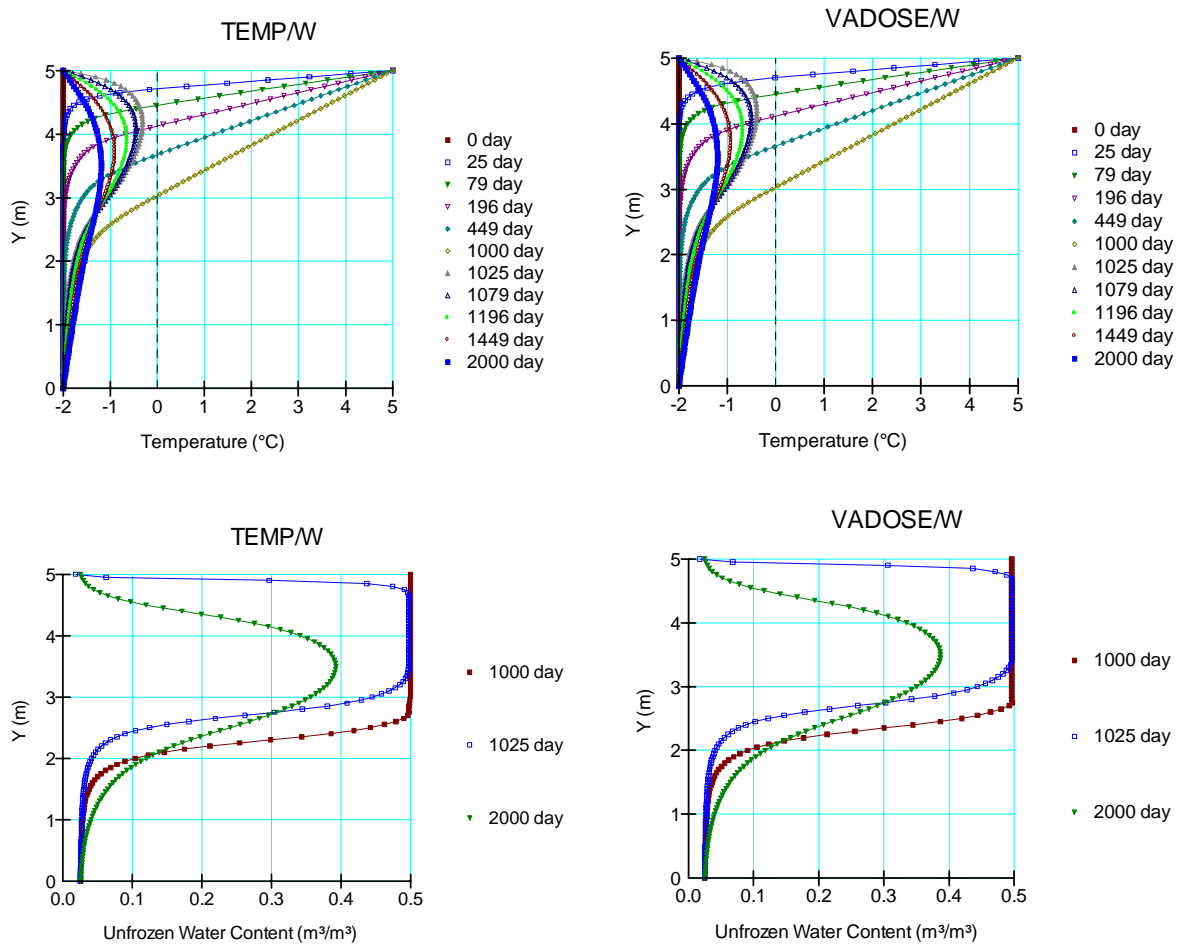 TEMP/W
5
4
3
2
1
0
Y (m)
-2 -1 0 1 2 3 4 5
Temperature (°C)
0 day
25 day
79 day
196 day
449 day
1000 day
1025 day
1079 day
1196 day
1449 day
2000 day
VADOSE/W
5
4
3
2
1
0
Y (m)
-2 -1 0 1 2 3 4 5
Temperature (°C)
0 day
25 day
79 day
196 day
449 day
1000 day
1025 day
1079 day
1196 day
1449 day
2000 day
TEMP/W
5
4
3
2
1
0
Y (m)
0.0 0.1 0.2 0.3 0.4 0.5
Unfrozen Water Content (m³/m³)
1000 day
1025 day
2000 day
VADOSE/W
5
4
3
2
1
0
Y (m)
0.0 0.1 0.2 0.3 0.4 0.5
Unfrozen Water Content (m³/m³)
1000 day
1025 day
2000 day